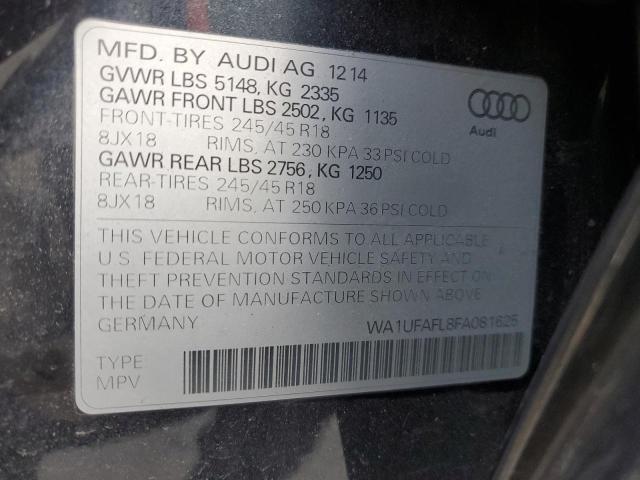 MFD. BY AUDI AG 12 14
GVWR LBS 5148, KG 2335
GAWR FRONT LBS 2502, KG 1135
FRONT-TIRES 245/45 R18
8JX18 RIMS, AT 230 KPA 33 PSI COLD
GAWR REAR LBS 2756, KG 1250
REAR-TIRES 245/45 R18
8JX18 RIMS, AT 250 KPA 36 PSI COLD
Audi
THIS VEHICLE CONFORMS TO ALL APPLICABLE
U.S. FEDERAL MOTOR VEHICLE SAFETY AND
THEFT PREVENTION STANDARDS IN EFFECT ON
THE DATE OF MANUFACTURE SHOWN ABOVE
GERMANY WA1UFAFL8FA081625
TYPE
MPV